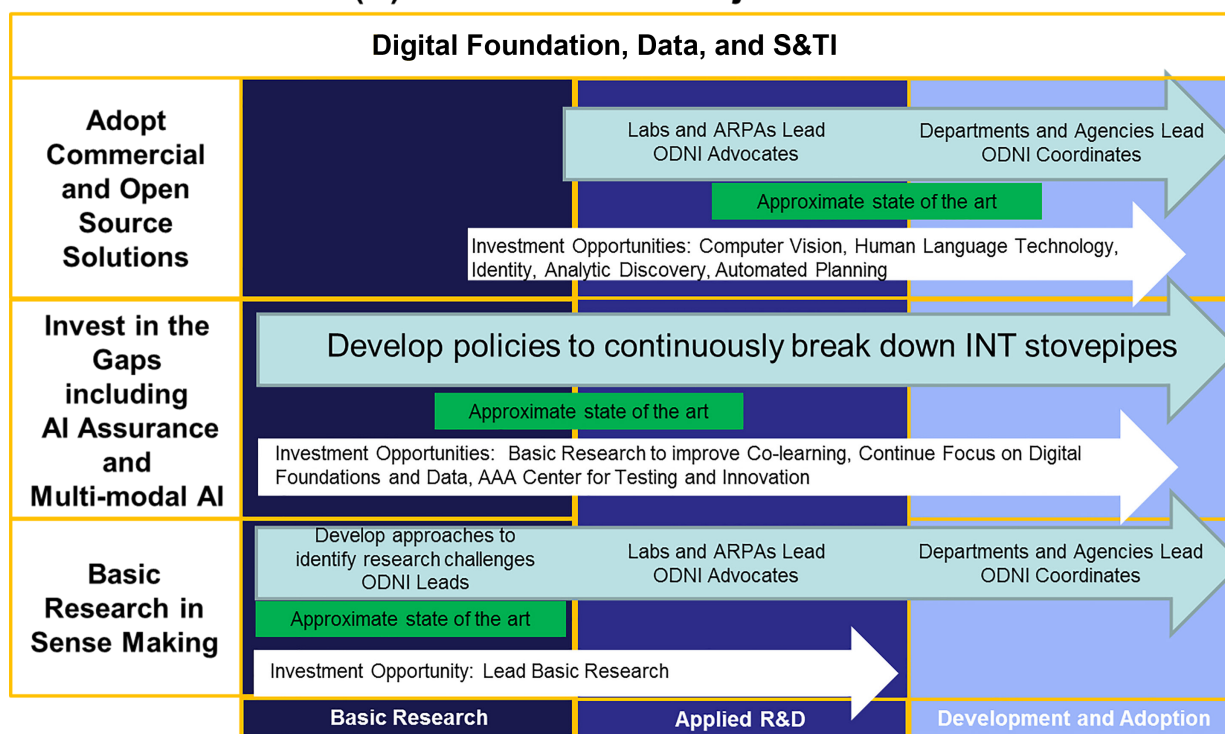 Digital Foundation, Data, and S&TI
Adopt
Commercial
and Open
Source
Solutions
Labs and ARPAs Lead
ODNI Advocates
Departments and Agencies Lead
ODNI Coordinates
Approximate state of the art
Investment Opportunities: Computer Vision, Human Language Technology,
Identity, Analytic Discovery, Automated Planning
Invest in the
Gaps
including
AI Assurance
and
Multi-modal AI
Develop policies to continuously break down INT stovepipes
Approximate state of the art
Investment Opportunities: Basic Research to improve Co-learning, Continue Focus on Digital
Foundations and Data, AAA Center for Testing and Innovation
Basic
Research in
Sense Making
Develop approaches to
identify research challenges
ODNI Leads
Labs and ARPAs Lead
ODNI Advocates
Departments and Agencies Lead
ODNI Coordinates
Approximate state of the art
Investment Opportunity: Lead Basic Research
Basic Research
Applied R&D
Development and Adoption